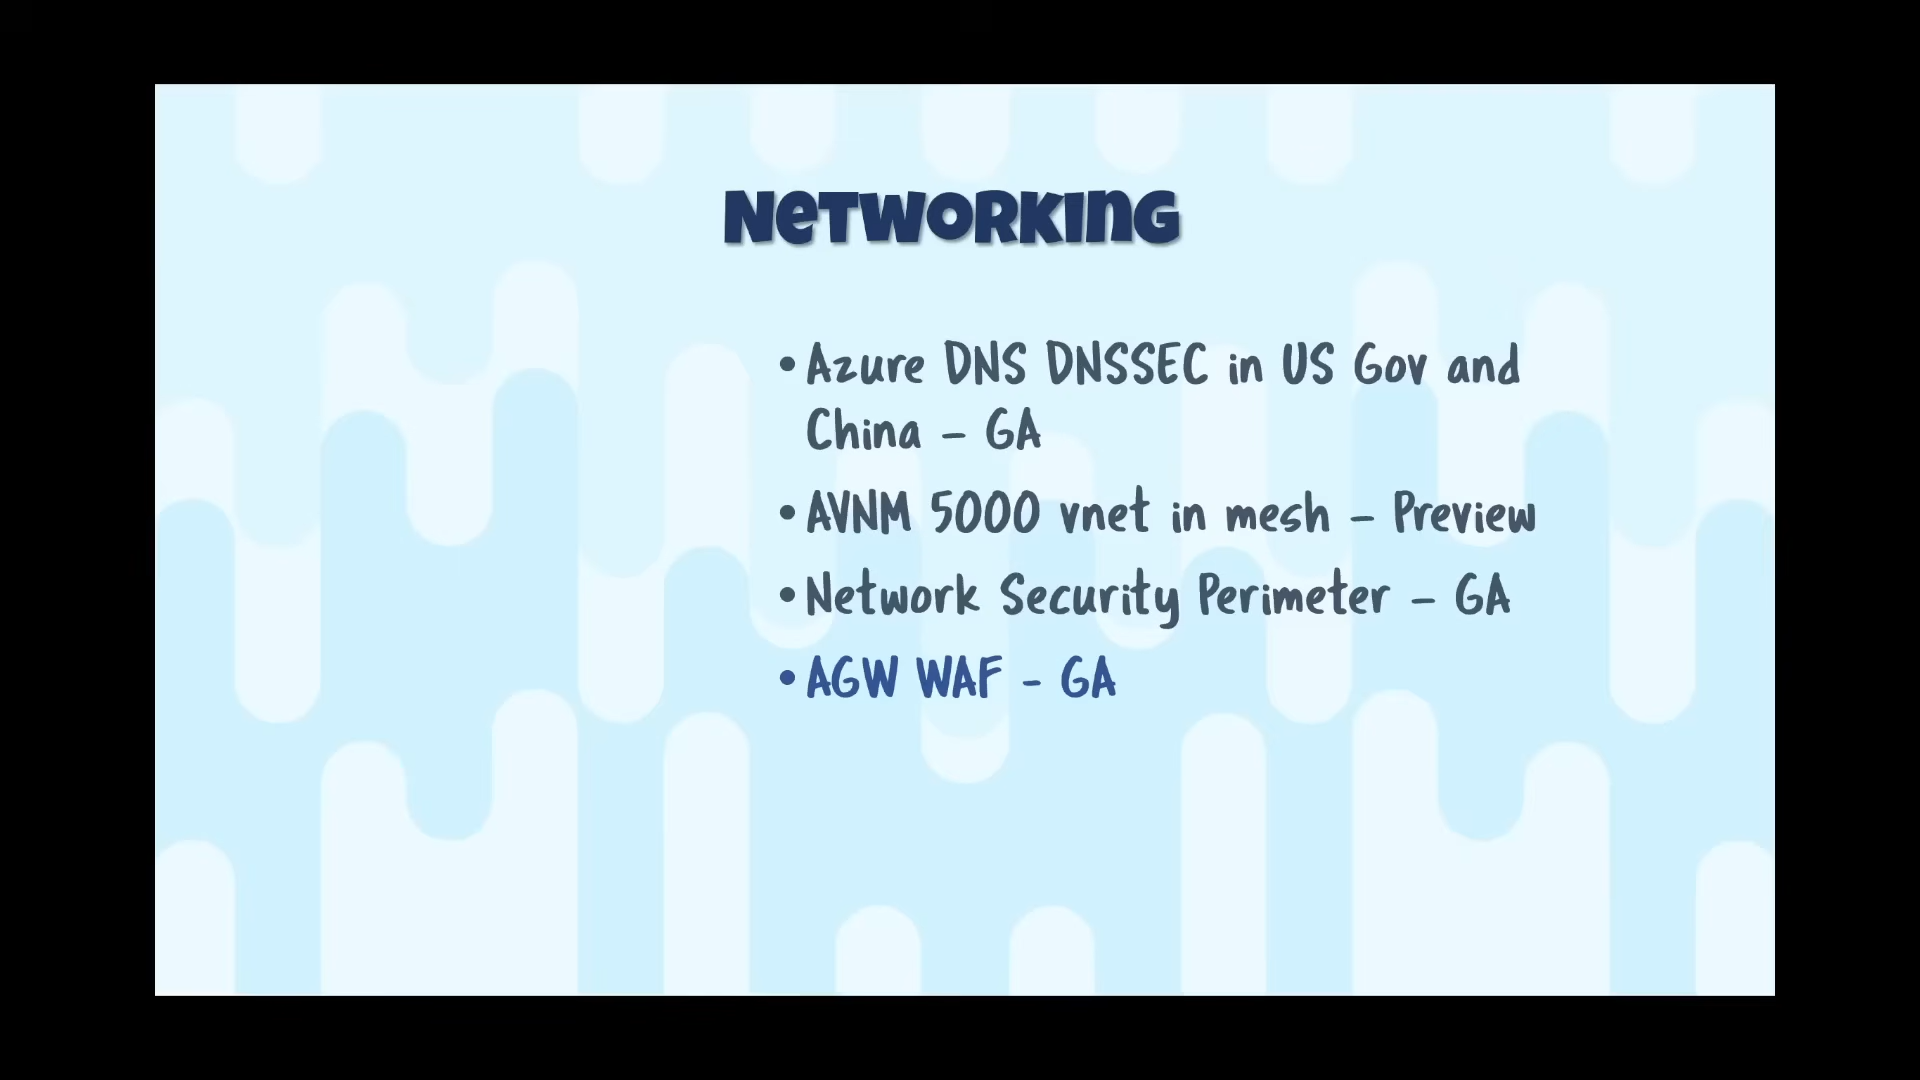 NeTWORKING
• Azure DNS DNSSEC in US Gov and
China – GA
• AVNM 5000 vnet in mesh – Preview
• Network Security Perimeter – GA
• AGW WAF – GA